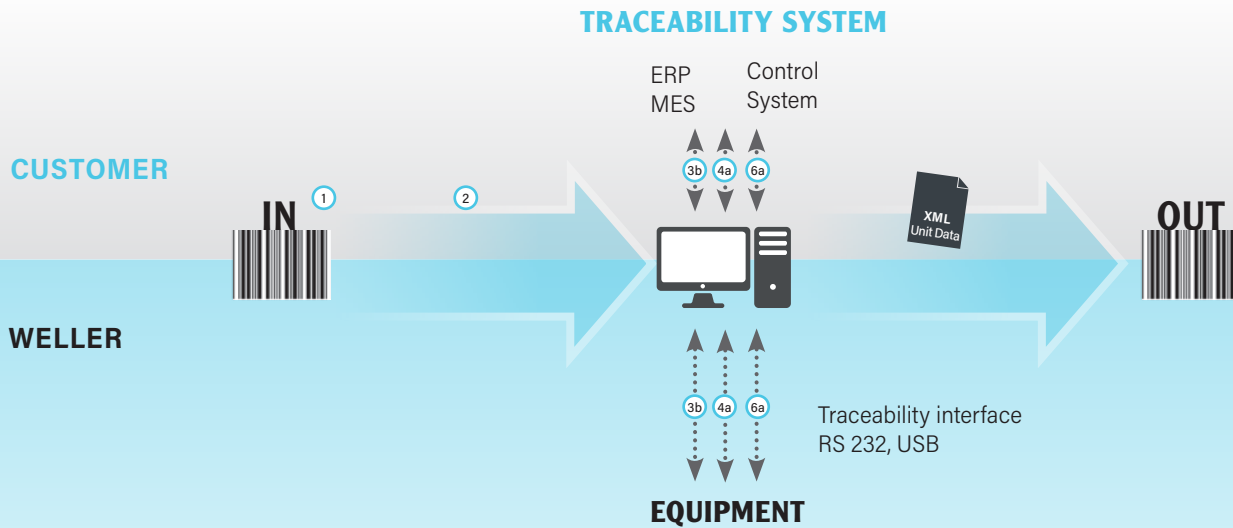 TRACEABILITY SYSTEM
ERP
MES
Control
System
CUSTOMER
3b 4a 6a
IN 1
2
XML
Unit Data
OUT
WELLER
3b 4a 6a
Traceability interface
RS 232, USB
EQUIPMENT